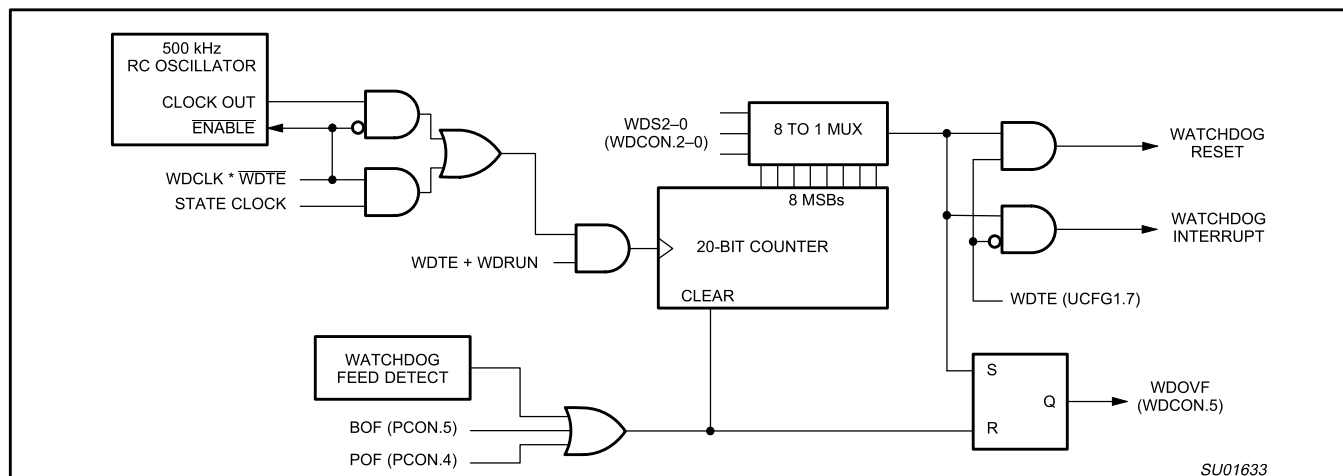 500 kHz
RC OSCILLATOR
CLOCK OUT
ENABLE
WDCLK * WDTE
STATE CLOCK
WDS2–0
(WDCON.2–0)
8 TO 1 MUX
8 MSBs
WATCHDOG
RESET
WATCHDOG
INTERRUPT
WDTE + WDRUN
20-BIT COUNTER
CLEAR
WDTE (UCFG1.7)
WATCHDOG
FEED DETECT
BOF (PCON.5)
POF (PCON.4)
S
Q
R
WDOVF
(WDCON.5)
SU01633